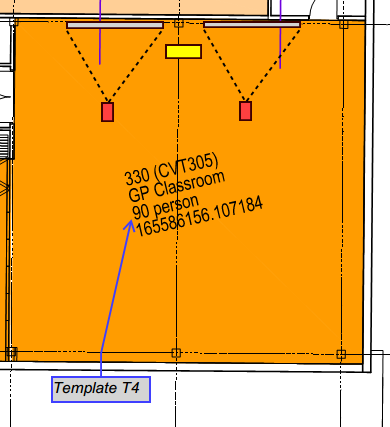 330 (CVT305)
GP Classroom
90 person
165586156.107184
Template T4